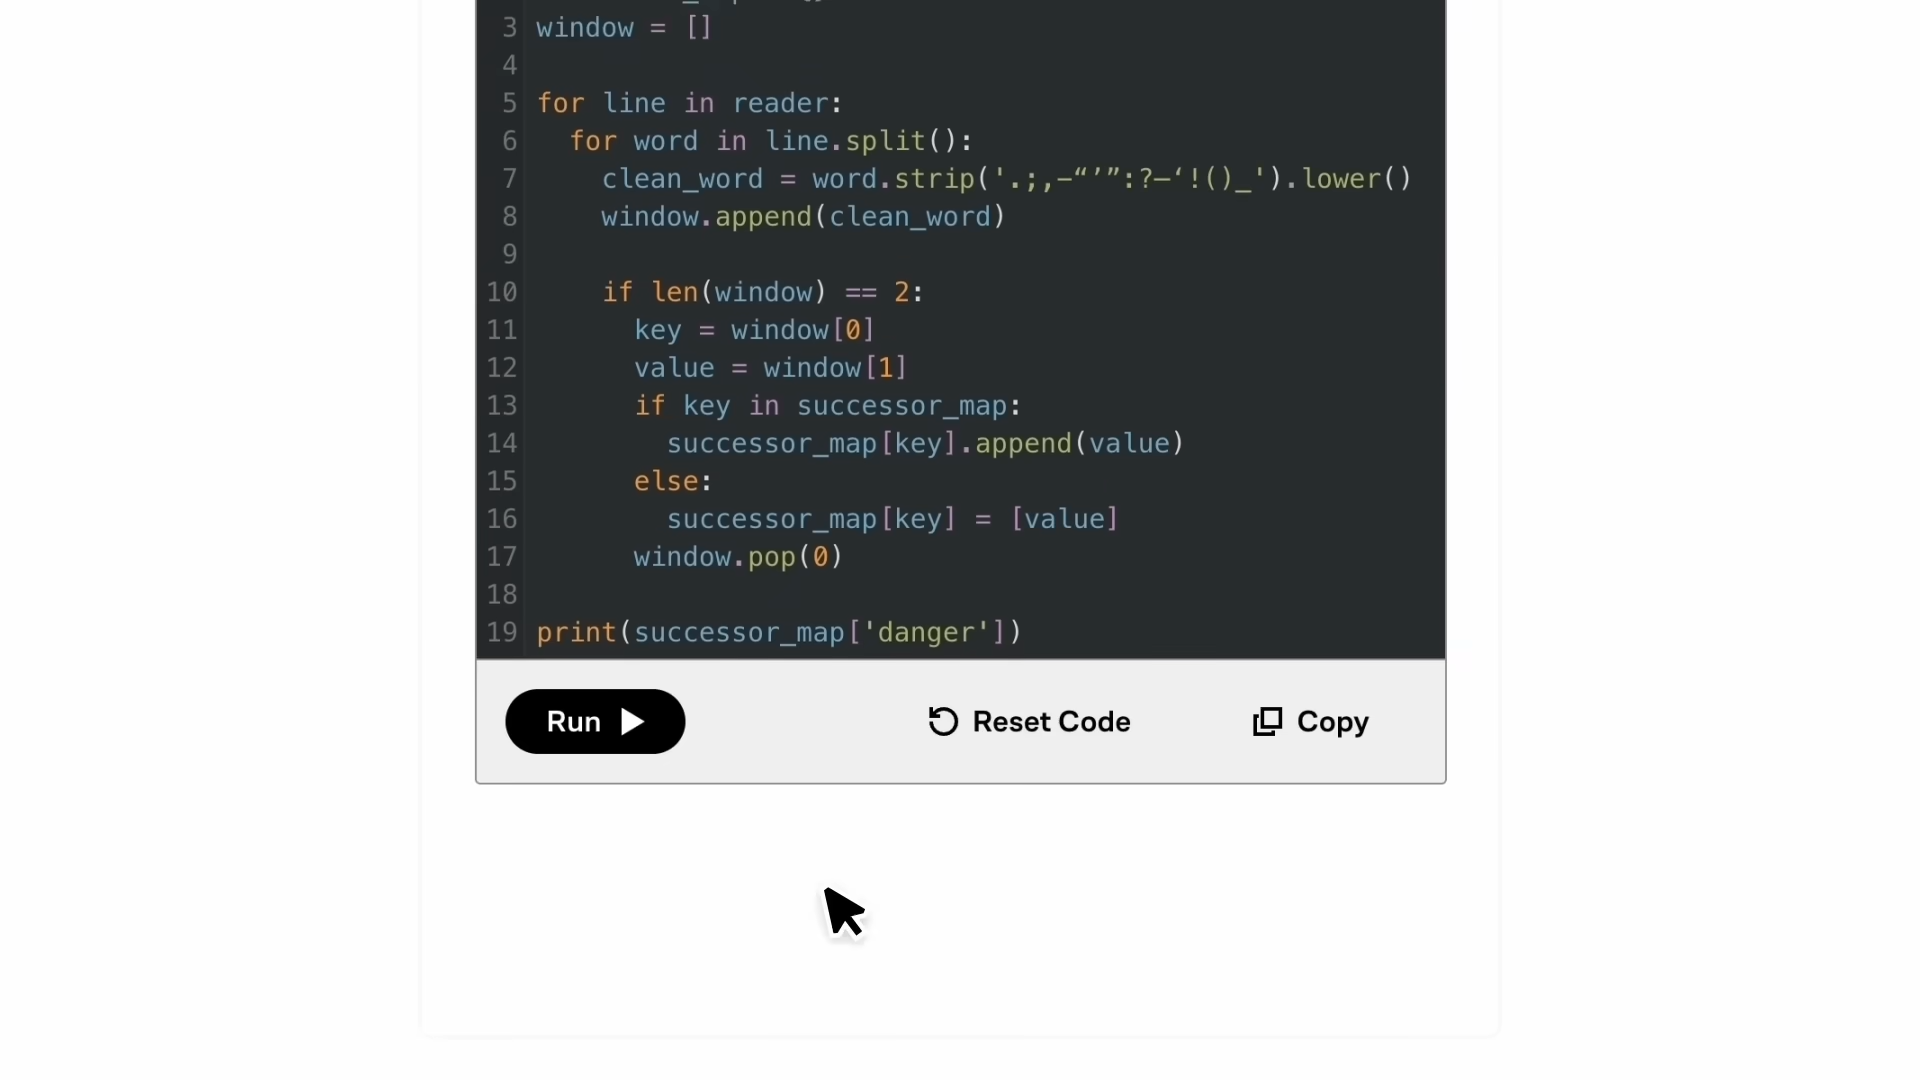 3 window = []
4
5 for line in reader:
6 for word in line.split():
7 clean_word = word.strip('.;,—“’”:?—‘!()_').lower()
8 window.append(clean_word)
9
10 if len(window) == 2:
11 key = window[0]
12 value = window[1]
13 if key in successor_map:
14 successor_map[key].append(value)
15 else:
16 successor_map[key] = [value]
17 window.pop(0)
18
19 print(successor_map['danger'])
Run Reset Code Copy